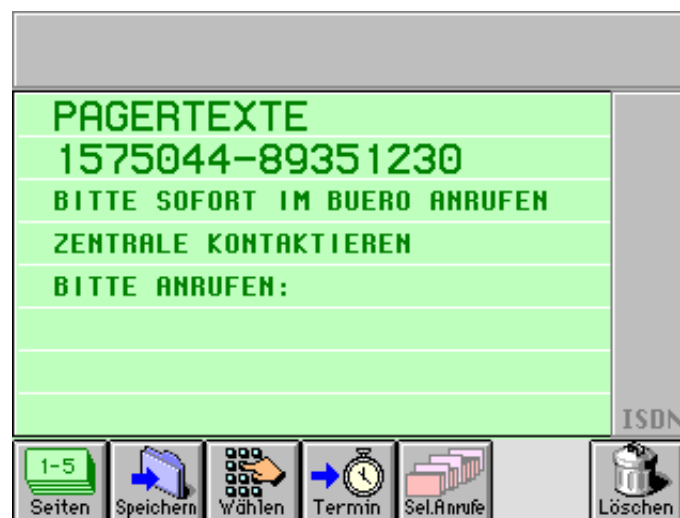 PAGERTEXTE
1575044-89351230
BITTE SOFORT IM BUERO ANRUFEN
ZENTRALE KONTAKTIEREN
BITTE ANRUFEN:
ISDN
1-5
Seiten Speichern Wählen Termin Sel.Anrufe Löschen